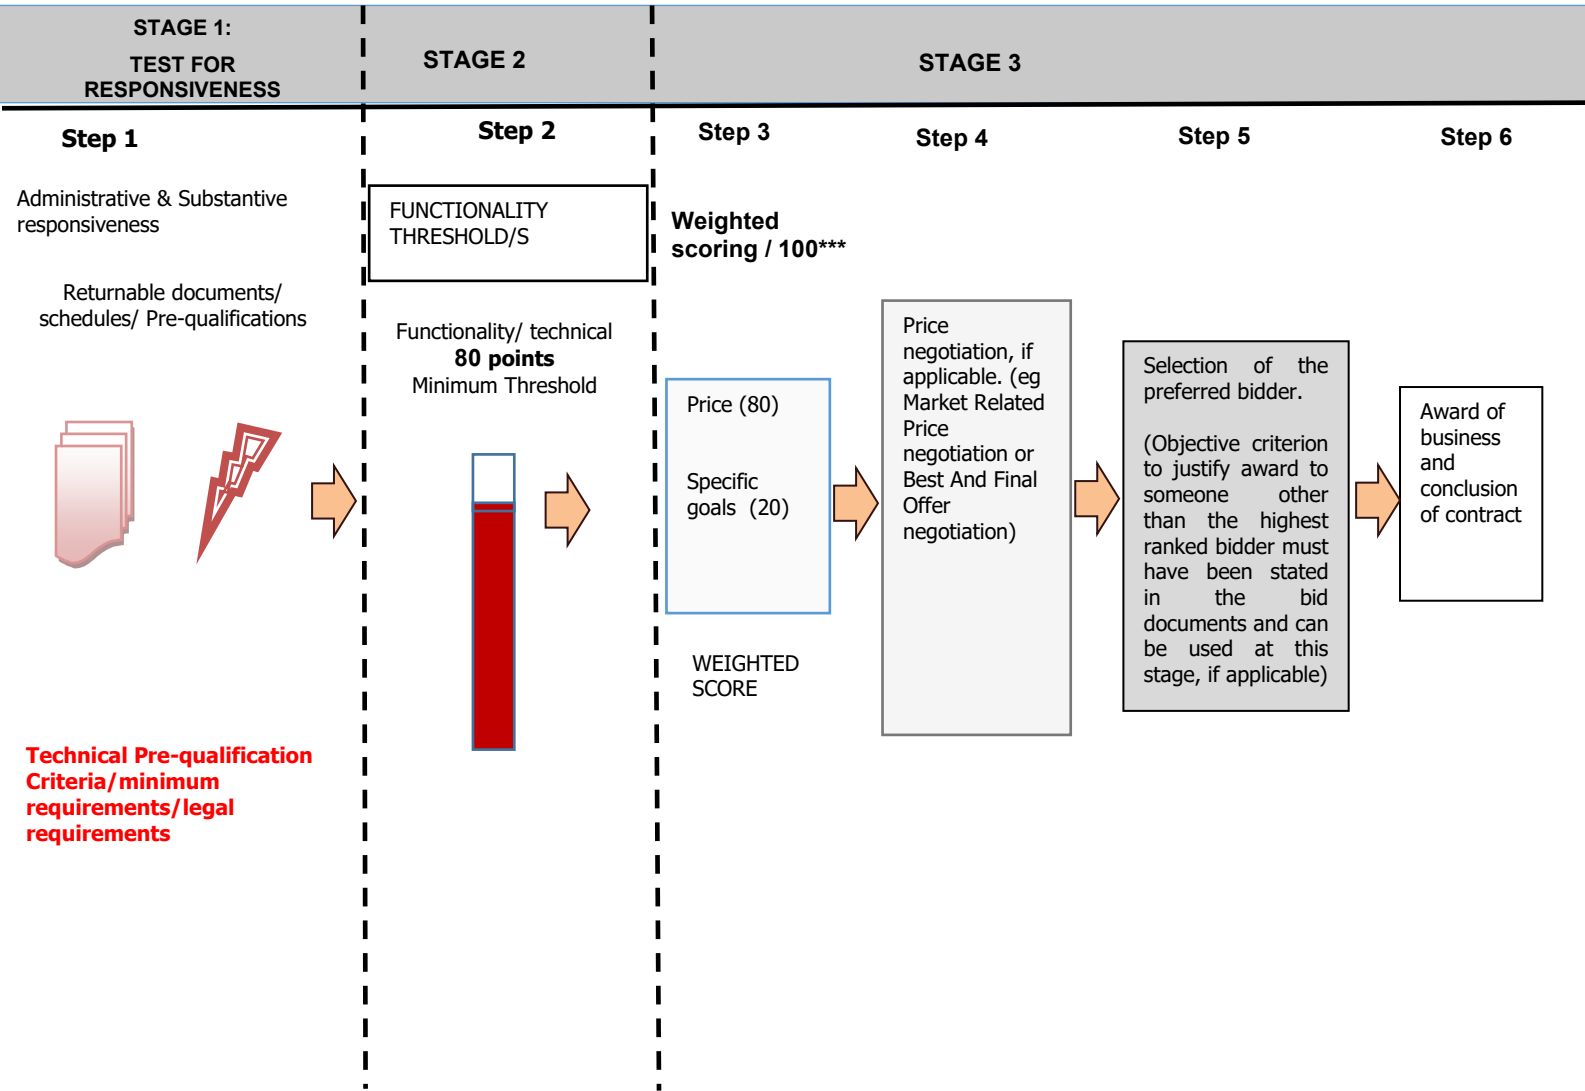 STAGE 1:
TEST FOR
RESPONSIVENESS
STAGE 2
STAGE 3
Step 1
Step 2
Step 3
Step 4
Step 5
Step 6
Administrative & Substantive
responsiveness
Returnable documents/
schedules/ Pre-qualifications
Technical Pre-qualification
Criteria/minimum
requirements/legal
requirements
FUNCTIONALITY
THRESHOLD/S
Functionality/ technical
80 points
Minimum Threshold
Weighted
scoring / 100***
Price (80)
Specific
goals (20)
WEIGHTED
SCORE
Price
negotiation, if
applicable. (eg
Market Related
Price
negotiation or
Best And Final
Offer
negotiation)
Selection of the
preferred bidder.
(Objective criterion
to justify award to
someone other
than the highest
ranked bidder must
have been stated
in the bid
documents and can
be used at this
stage, if applicable)
Award of
business
and
conclusion
of contract